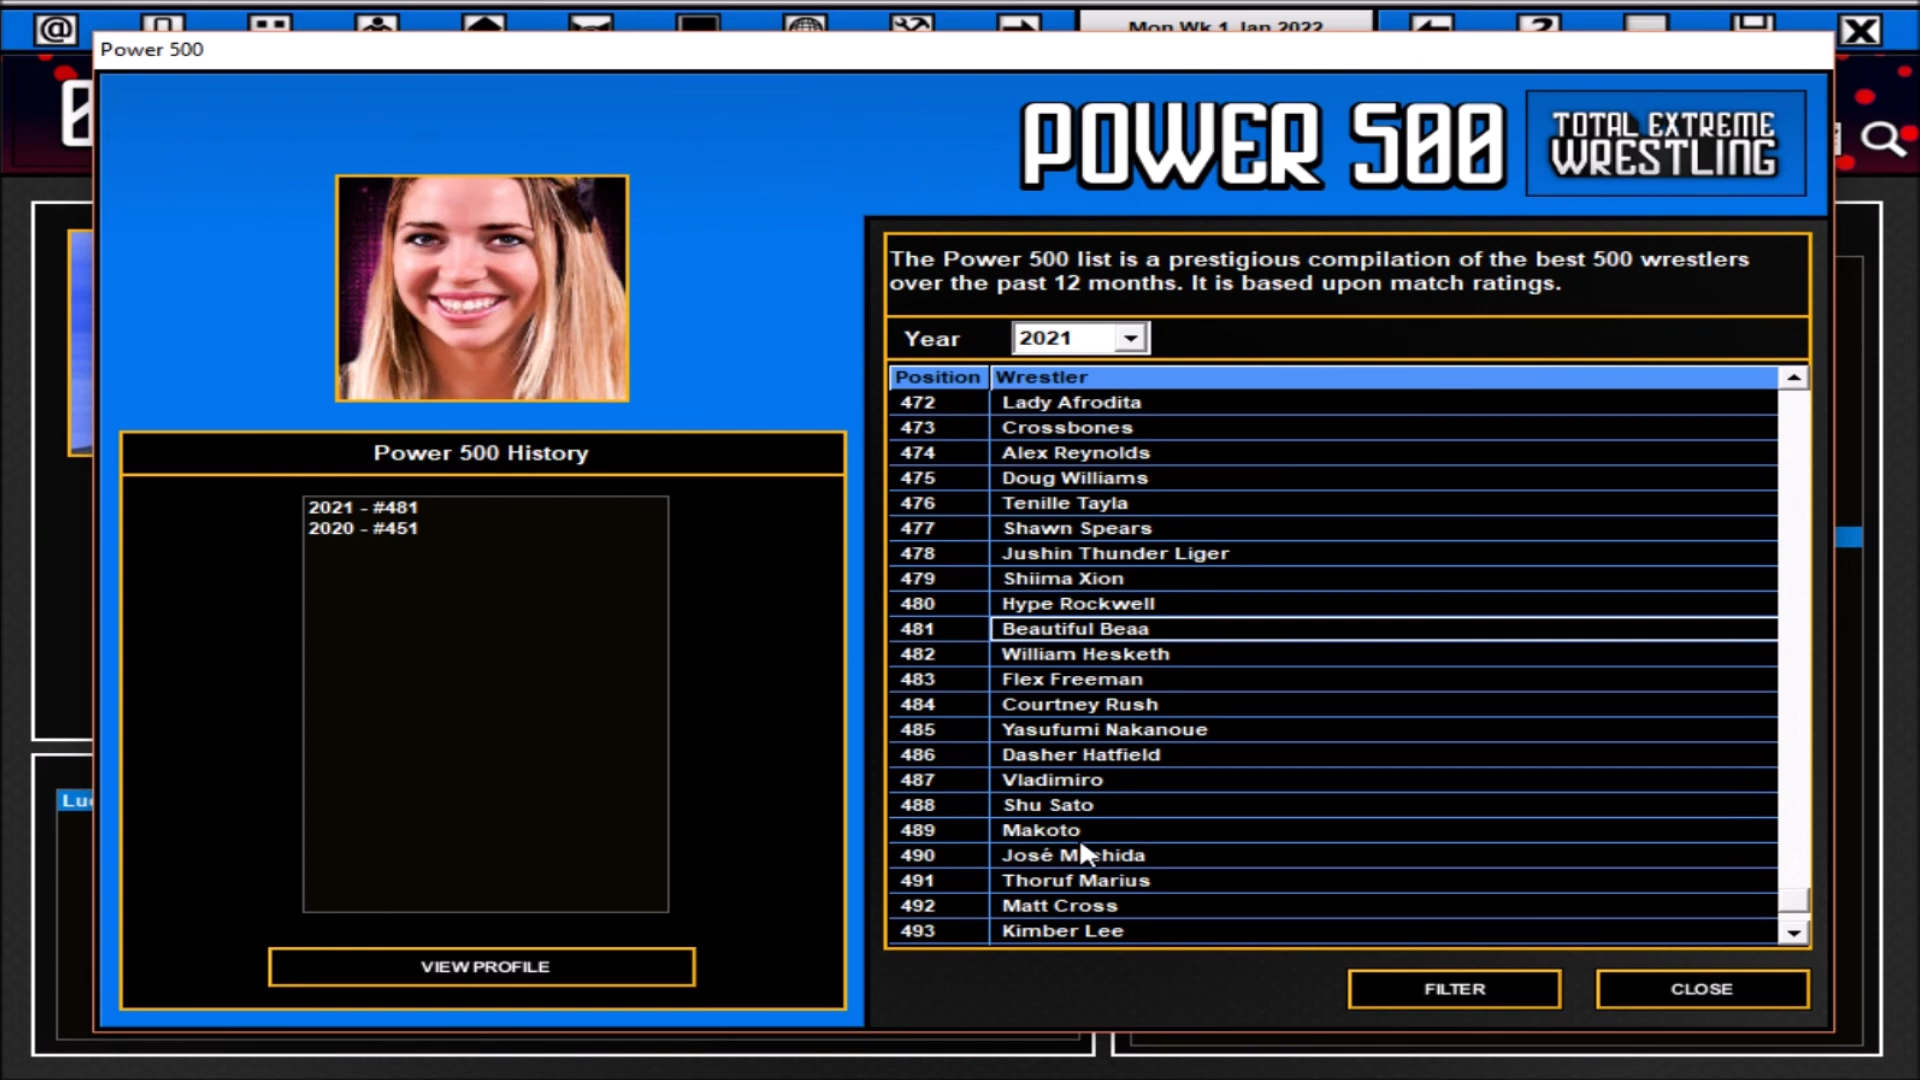 @
Mon Wk 1 Jan 2022
?
X
Power 500
POWER 500
TOTAL EXTREME
WRESTLING
The Power 500 list is a prestigious compilation of the best 500 wrestlers
over the past 12 months. It is based upon match ratings.
Year 2021
Position Wrestler
472 Lady Afrodita
473 Crossbones
474 Alex Reynolds
475 Doug Williams
476 Tenille Tayla
477 Shawn Spears
478 Jushin Thunder Liger
479 Shiima Xion
480 Hype Rockwell
481 Beautiful Beaa
482 William Hesketh
483 Flex Freeman
484 Courtney Rush
485 Yasufumi Nakanoue
486 Dasher Hatfield
487 Vladimiro
488 Shu Sato
489 Makoto
490 José
491 Thoruf Marius
492 Matt Cross
493 Kimber Lee
Power 500 History
2021 - #481
2020 - #451
VIEW PROFILE
FILTER
CLOSE